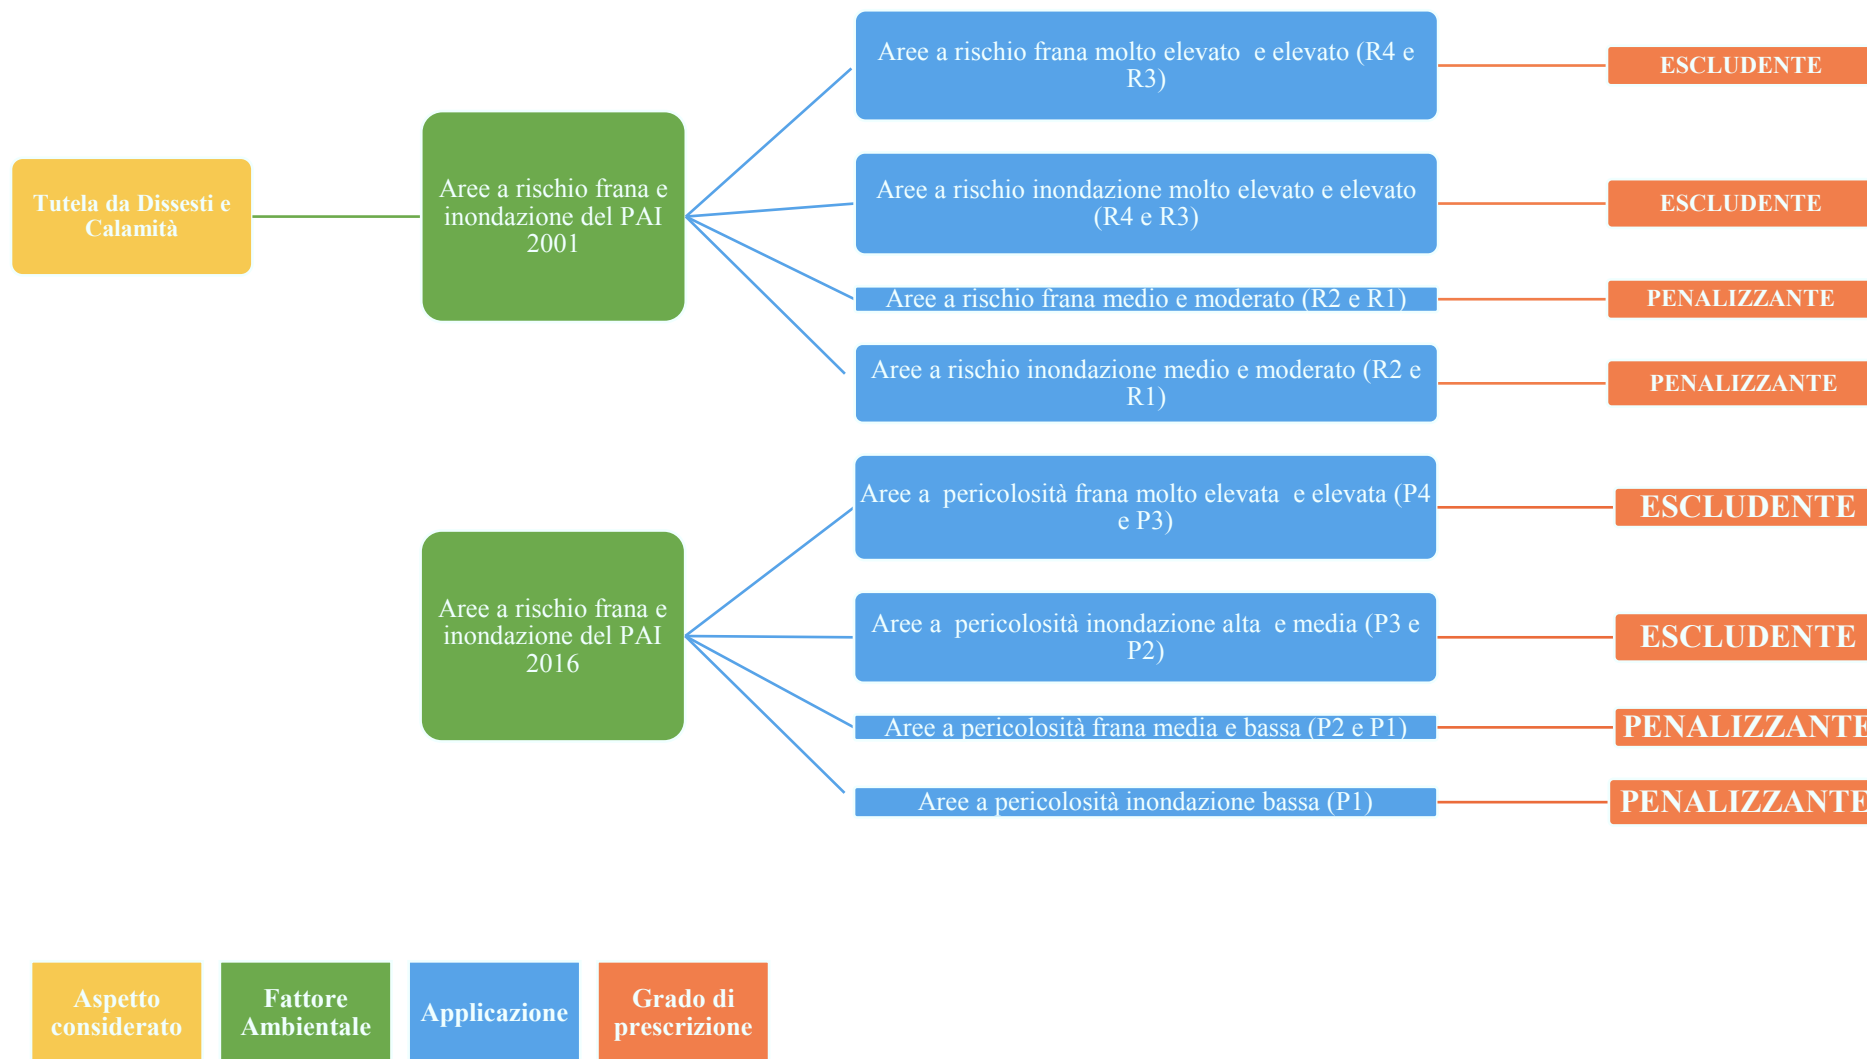 Tutela da Dissesti e
Calamità
Aree a rischio frana e
inondazione del PAI
2001
Aree a rischio frana molto elevato e elevato (R4 e
R3)
ESCLUDENTE
Aree a rischio inondazione molto elevato e elevato
(R4 e R3)
ESCLUDENTE
Aree a rischio frana medio e moderato (R2 e R1)
PENALIZZANTE
Aree a rischio inondazione medio e moderato (R2 e
R1)
PENALIZZANTE
Aree a rischio frana e
inondazione del PAI
2016
Aree a pericolosità frana molto elevata e elevata (P4
e P3)
ESCLUDENTE
Aree a pericolosità inondazione alta e media (P3 e
P2)
ESCLUDENTE
Aree a pericolosità frana media e bassa (P2 e P1)
PENALIZZANTE
Aree a pericolosità inondazione bassa (P1)
PENALIZZANTE
Aspetto
considerato
Fattore
Ambientale
Applicazione
Grado di
prescrizione